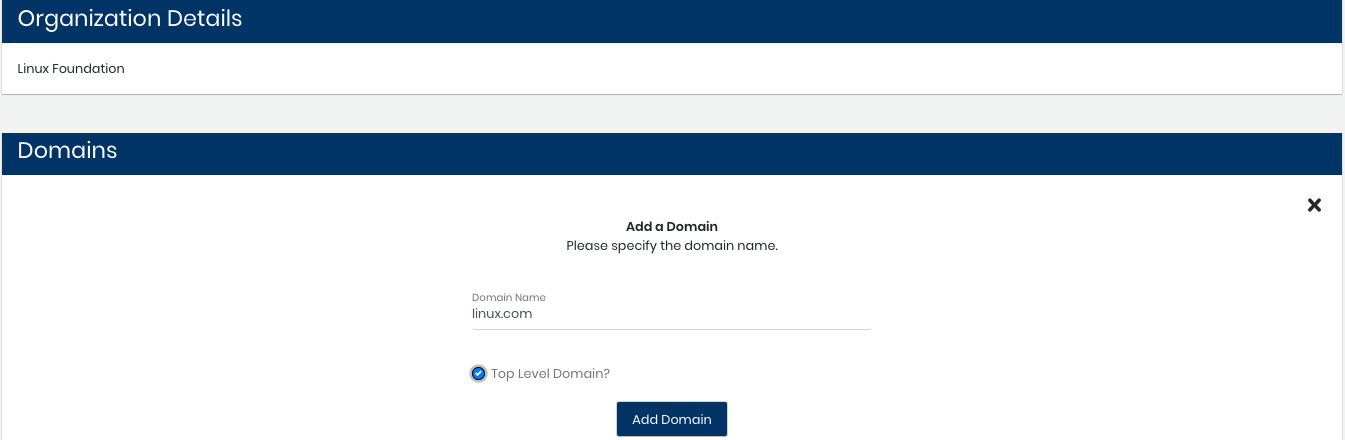 Organization Details
Linux Foundation
Domains
Add a Domain
Please specify the domain name.
Domain Name
linux.com
Top Level Domain?
Add Domain